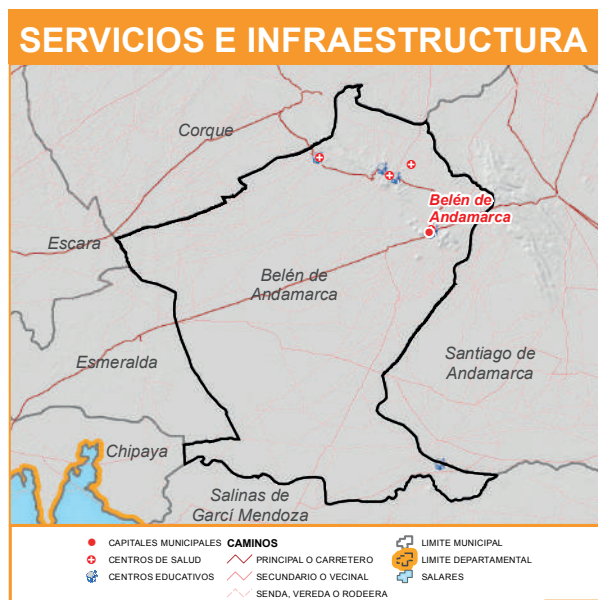 SERVICIOS E INFRAESTRUCTURA
Corque
Belén de
Andamarca
Escara
Belén de
Andamarca
Esmeralda
Santiago de
Andamarca
Chipaya
Salinas de
Garcí Mendoza
CAPITALES MUNICIPALES
CENTROS DE SALUD
CENTROS EDUCATIVOS
CAMINOS
PRINCIPAL O CARRETERO
SECUNDARIO O VECINAL
SENDA, VEREDA O RODEERA
LIMITE MUNICIPAL
LIMITE DEPARTAMENTAL
SALARES